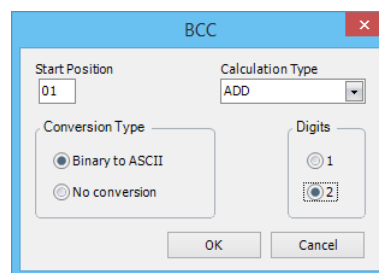 BCC
Start Position
Calculation Type
01
ADD
Conversion Type
Digits
Binary to ASCII
1
No conversion
2
OK
Cancel